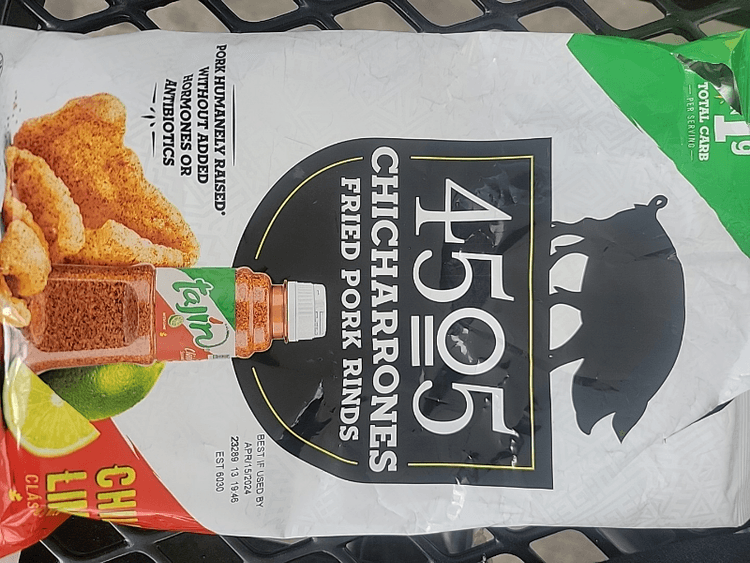 1g
TOTAL CARB
PER SERVING
4505
CHICHARRONES
FRIED PORK RINDS
PORK HUMANELY RAISED*
WITHOUT ADDED
HORMONES OR
ANTIBIOTICS
Tajín
BEST IF USED BY
APR/15/2024
23289 13 19:46
EST 6030